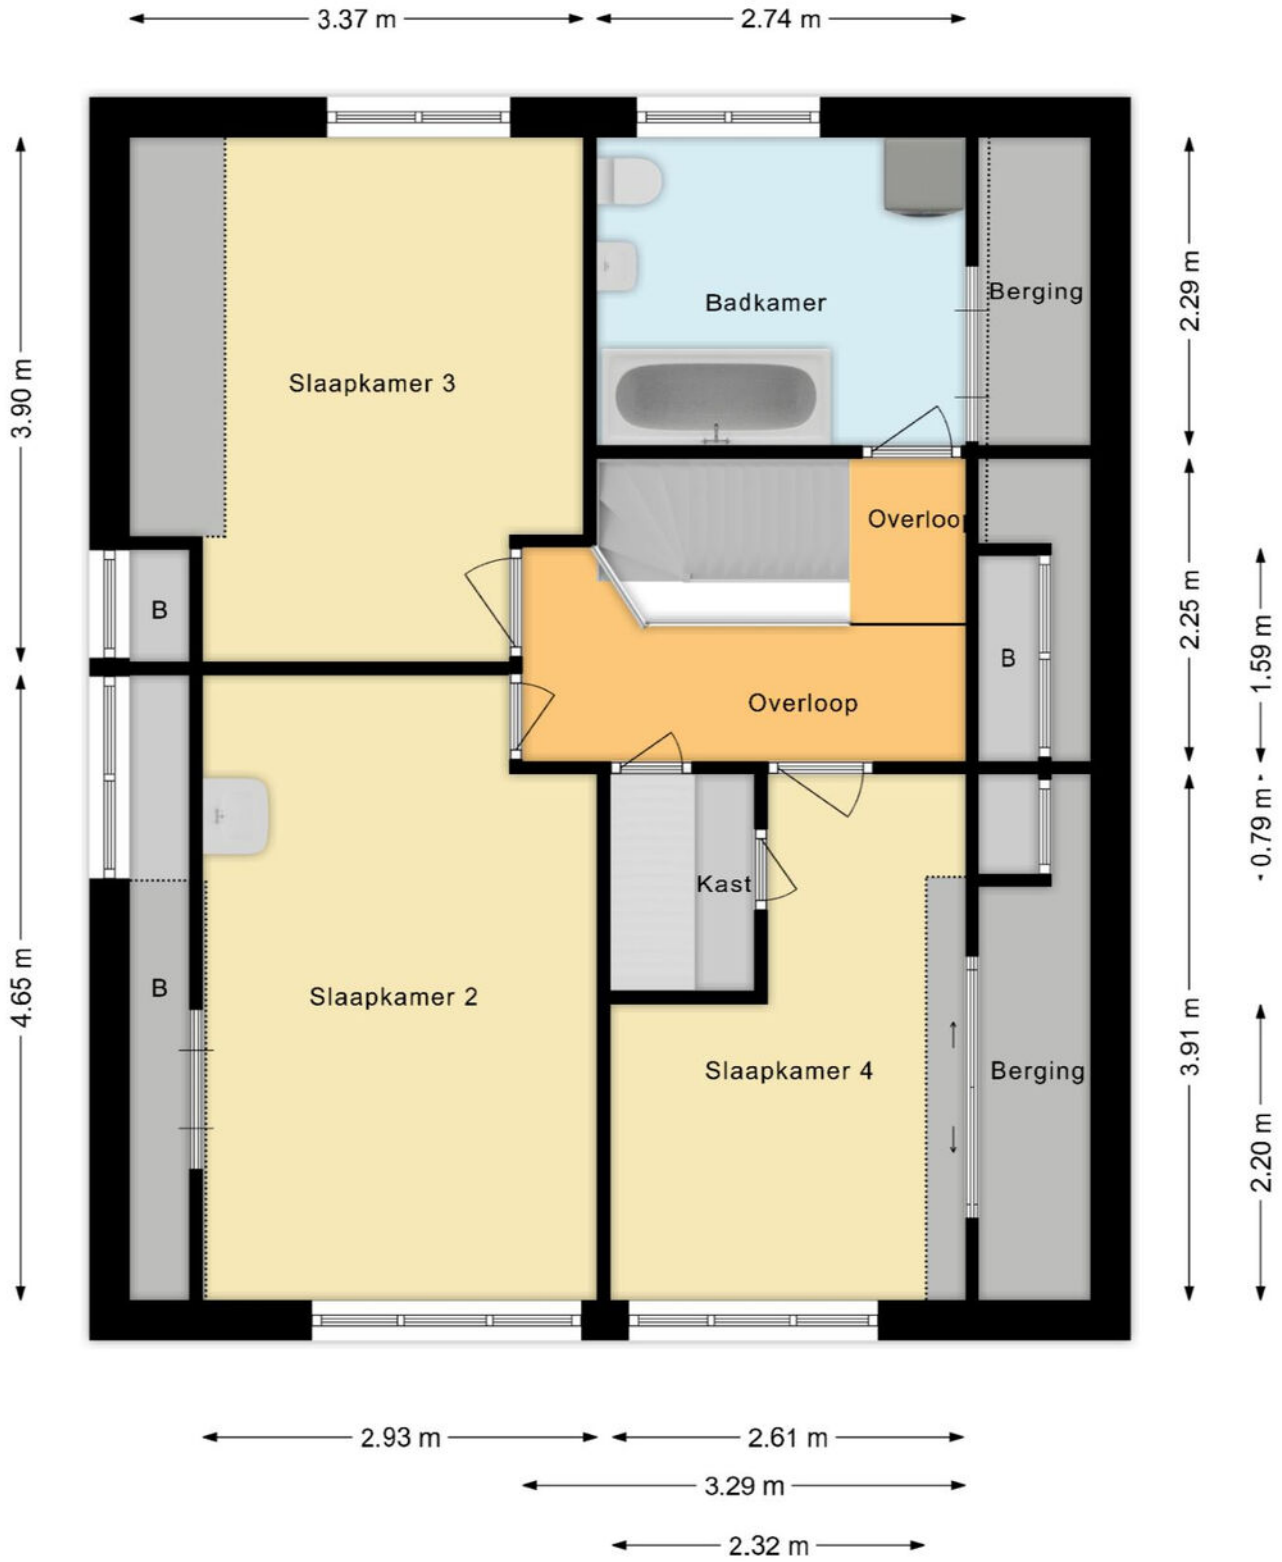 3.37 m
2.74 m
3.90 m
4.65 m
Slaapkamer 3
Badkamer
Berging
2.29 m
Overloop
B
B
2.25 m
1.59 m
Overloop
0.79 m
Kast
Slaapkamer 2
B
Slaapkamer 4
Berging
3.91 m
2.20 m
2.93 m
2.61 m
3.29 m
2.32 m